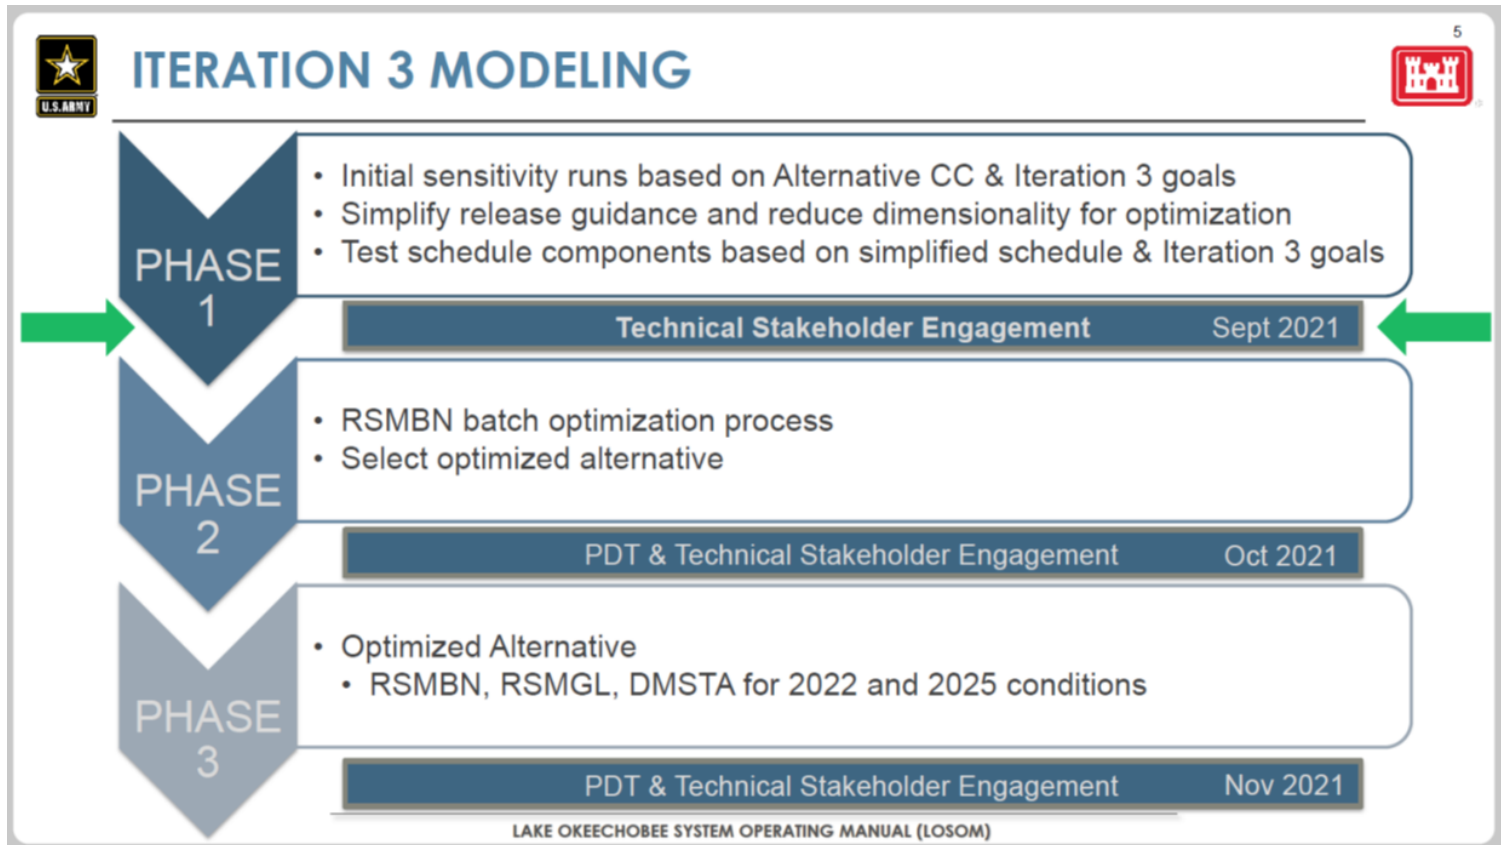 5
U.S.ARMY
ITERATION 3 MODELING
PHASE
1
• Initial sensitivity runs based on Alternative CC & Iteration 3 goals
• Simplify release guidance and reduce dimensionality for optimization
• Test schedule components based on simplified schedule & Iteration 3 goals
Technical Stakeholder Engagement Sept 2021
PHASE
2
• RSMBN batch optimization process
• Select optimized alternative
PDT & Technical Stakeholder Engagement Oct 2021
PHASE
3
• Optimized Alternative
• RSMBN, RSMGL, DMSTA for 2022 and 2025 conditions
PDT & Technical Stakeholder Engagement Nov 2021
LAKE OKEECHOBEE SYSTEM OPERATING MANUAL (LOSOM)